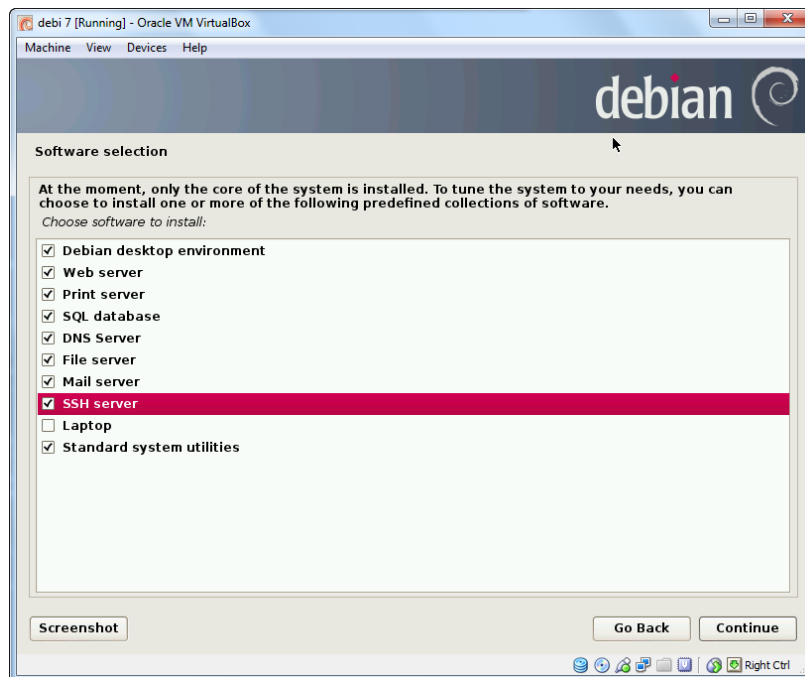 debi 7 [Running] - Oracle VM VirtualBox
Machine View Devices Help
debian
Software selection
At the moment, only the core of the system is installed. To tune the system to your needs, you can
choose to install one or more of the following predefined collections of software.
Choose software to install:
Debian desktop environment
Web server
Print server
SQL database
DNS Server
File server
Mail server
SSH server
Laptop
Standard system utilities
Screenshot
Go Back
Continue
Right Ctrl